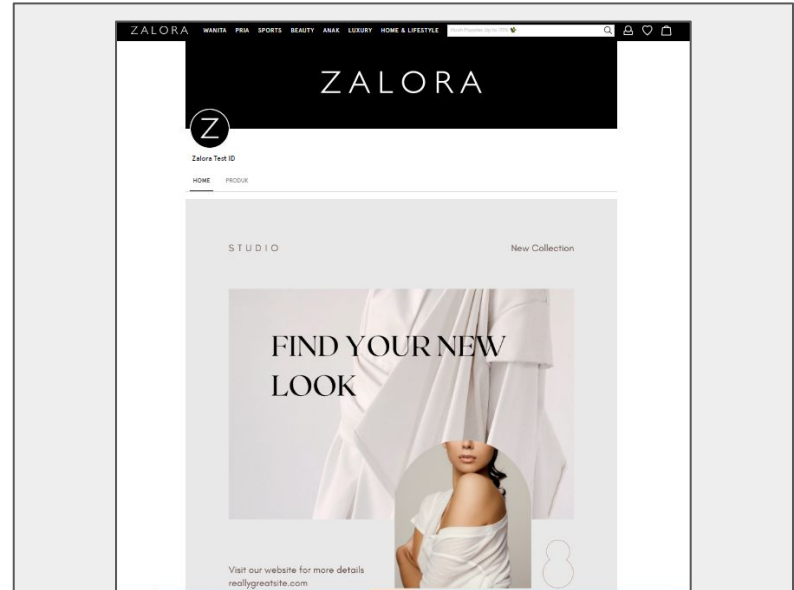 ZALORA WANITA PRIA SPORTS BEAUTY ANAK LUXURY HOME & LIFESTYLE
ZALORA
Z
Zalora Test ID
HOME PRODUK
STUDIO New Collection
FIND YOUR NEW
LOOK
Visit our website for more details
reallygreatsite.com